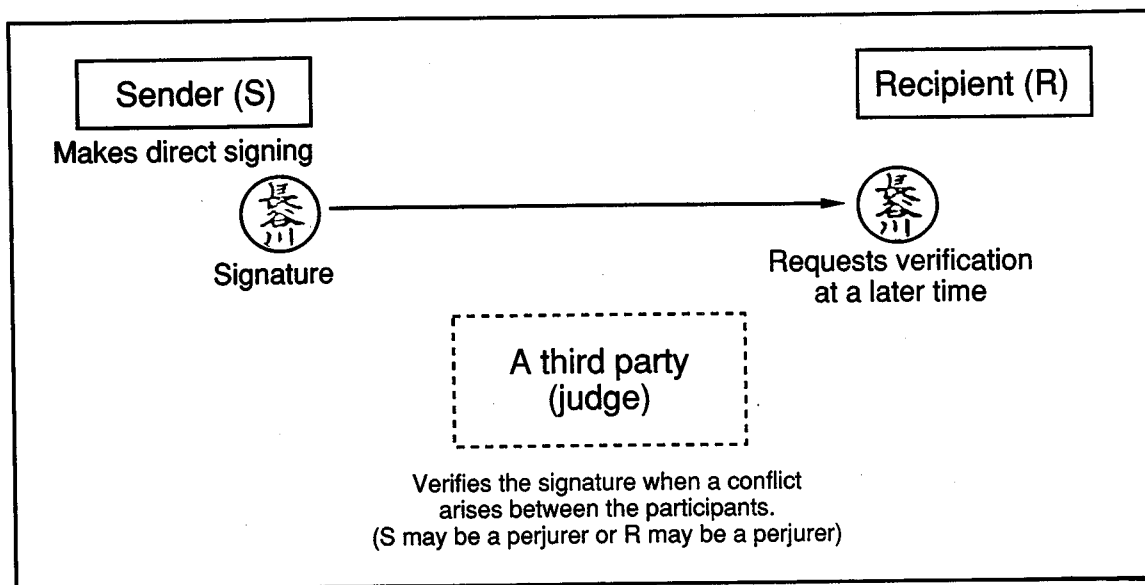 Sender (S)
Recipient (R)
Makes direct signing
長谷川
長谷川
Signature
Requests verification
at a later time
A third party
(judge)
Verifies the signature when a conflict
arises between the participants.
(S may be a perjurer or R may be a perjurer)